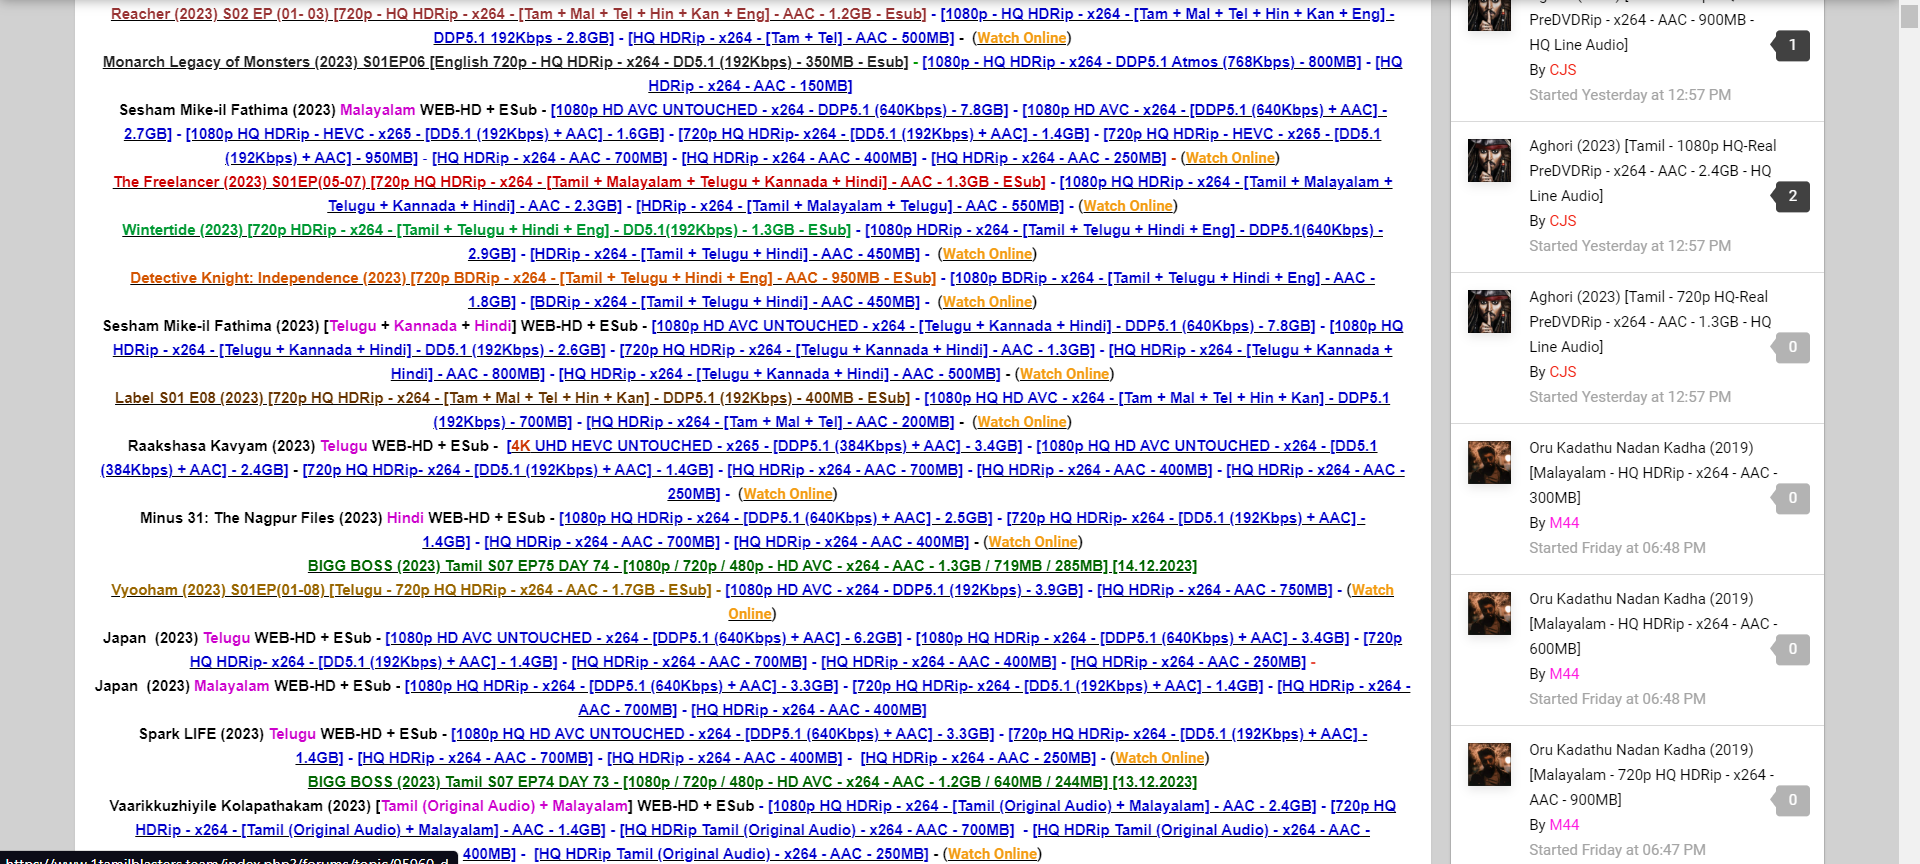 Reacher (2023) S02 EP (01- 03) [720p - HQ HDRip - x264 - [Tam + Mal + Tel + Hin + Kan + Eng] - AAC - 1.2GB - Esub] - [1080p - HQ HDRip - x264 - [Tam + Mal + Tel + Hin + Kan + Eng] -
DDP5.1 192Kbps - 2.8GB] - [HQ HDRip - x264 - [Tam + Tel] - AAC - 500MB] - (Watch Online)
Monarch Legacy of Monsters (2023) S01EP06 [English 720p - HQ HDRip - x264 - DD5.1 (192Kbps) - 350MB - Esub] - [1080p - HQ HDRip - x264 - DDP5.1 Atmos (768Kbps) - 800MB] - [HQ
HDRip - x264 - AAC - 150MB]
Sesham Mike-il Fathima (2023) Malayalam WEB-HD + ESub - [1080p HD AVC UNTOUCHED - x264 - DDP5.1 (640Kbps) - 7.8GB] - [1080p HD AVC - x264 - [DDP5.1 (640Kbps) + AAC] -
2.7GB] - [1080p HQ HDRip - HEVC - x265 - [DD5.1 (192Kbps) + AAC] - 1.6GB] - [720p HQ HDRip- x264 - [DD5.1 (192Kbps) + AAC] - 1.4GB] - [720p HQ HDRip - HEVC - x265 - [DD5.1
(192Kbps) + AAC] - 950MB] - [HQ HDRip - x264 - AAC - 700MB] - [HQ HDRip - x264 - AAC - 400MB] - [HQ HDRip - x264 - AAC - 250MB] - (Watch Online)
The Freelancer (2023) S01EP(05-07) [720p HQ HDRip - x264 - [Tamil + Malayalam + Telugu + Kannada + Hindi] - AAC - 1.3GB - ESub] - [1080p HQ HDRip - x264 - [Tamil + Malayalam +
Telugu + Kannada + Hindi] - AAC - 2.3GB] - [HDRip - x264 - [Tamil + Malayalam + Telugu] - AAC - 550MB] - (Watch Online)
Wintertide (2023) [720p HDRip - x264 - [Tamil + Telugu + Hindi + Eng] - DD5.1(192Kbps) - 1.3GB - ESub] - [1080p HDRip - x264 - [Tamil + Telugu + Hindi + Eng] - DDP5.1(640Kbps) -
2.9GB] - [HDRip - x264 - [Tamil + Telugu + Hindi] - AAC - 450MB] - (Watch Online)
Detective Knight: Independence (2023) [720p BDRip - x264 - [Tamil + Telugu + Hindi + Eng] - AAC - 950MB - ESub] - [1080p BDRip - x264 - [Tamil + Telugu + Hindi + Eng] - AAC -
1.8GB] - [BDRip - x264 - [Tamil + Telugu + Hindi] - AAC - 450MB] - (Watch Online)
Sesham Mike-il Fathima (2023) [Telugu + Kannada + Hindi] WEB-HD + ESub - [1080p HD AVC UNTOUCHED - x264 - [Telugu + Kannada + Hindi] - DDP5.1 (640Kbps) - 7.8GB] - [1080p HQ
HDRip - x264 - [Telugu + Kannada + Hindi] - DD5.1 (192Kbps) - 2.6GB] - [720p HQ HDRip - x264 - [Telugu + Kannada + Hindi] - AAC - 1.3GB] - [HQ HDRip - x264 - [Telugu + Kannada +
Hindi] - AAC - 800MB] - [HQ HDRip - x264 - [Telugu + Kannada + Hindi] - AAC - 500MB] - (Watch Online)
Label S01 E08 (2023) [720p HQ HDRip - x264 - [Tam + Mal + Tel + Hin + Kan] - DDP5.1 (192Kbps) - 400MB - ESub] - [1080p HQ HD AVC - x264 - [Tam + Mal + Tel + Hin + Kan] - DDP5.1
(192Kbps) - 700MB] - [HQ HDRip - x264 - [Tam + Mal + Tel] - AAC - 200MB] - (Watch Online)
Raakshasa Kavyam (2023) Telugu WEB-HD + ESub - [4K UHD HEVC UNTOUCHED - x265 - [DDP5.1 (384Kbps) + AAC] - 3.4GB] - [1080p HQ HD AVC UNTOUCHED - x264 - [DD5.1
(384Kbps) + AAC] - 2.4GB] - [720p HQ HDRip- x264 - [DD5.1 (192Kbps) + AAC] - 1.4GB] - [HQ HDRip - x264 - AAC - 700MB] - [HQ HDRip - x264 - AAC - 400MB] - [HQ HDRip - x264 - AAC -
250MB] - (Watch Online)
Minus 31: The Nagpur Files (2023) Hindi WEB-HD + ESub - [1080p HQ HDRip - x264 - [DDP5.1 (640Kbps) + AAC] - 2.5GB] - [720p HQ HDRip- x264 - [DD5.1 (192Kbps) + AAC] -
1.4GB] - [HQ HDRip - x264 - AAC - 700MB] - [HQ HDRip - x264 - AAC - 400MB] - (Watch Online)
BIGG BOSS (2023) Tamil S07 EP75 DAY 74 - [1080p / 720p / 480p - HD AVC - x264 - AAC - 1.3GB / 719MB / 285MB] [14.12.2023]
Vyooham (2023) S01EP(01-08) [Telugu - 720p HQ HDRip - x264 - AAC - 1.7GB - ESub] - [1080p HD AVC - x264 - DDP5.1 (192Kbps) - 3.9GB] - [HQ HDRip - x264 - AAC - 750MB] - (Watch
Online)
Japan (2023) Telugu WEB-HD + ESub - [1080p HD AVC UNTOUCHED - x264 - [DDP5.1 (640Kbps) + AAC] - 6.2GB] - [1080p HQ HDRip - x264 - [DDP5.1 (640Kbps) + AAC] - 3.4GB] - [720p
HQ HDRip- x264 - [DD5.1 (192Kbps) + AAC] - 1.4GB] - [HQ HDRip - x264 - AAC - 700MB] - [HQ HDRip - x264 - AAC - 400MB] - [HQ HDRip - x264 - AAC - 250MB] -
Japan (2023) Malayalam WEB-HD + ESub - [1080p HQ HDRip - x264 - [DDP5.1 (640Kbps) + AAC] - 3.3GB] - [720p HQ HDRip- x264 - [DD5.1 (192Kbps) + AAC] - 1.4GB] - [HQ HDRip - x264 -
AAC - 700MB] - [HQ HDRip - x264 - AAC - 400MB]
Spark LIFE (2023) Telugu WEB-HD + ESub - [1080p HQ HD AVC UNTOUCHED - x264 - [DDP5.1 (640Kbps) + AAC] - 3.3GB] - [720p HQ HDRip- x264 - [DD5.1 (192Kbps) + AAC] -
1.4GB] - [HQ HDRip - x264 - AAC - 700MB] - [HQ HDRip - x264 - AAC - 400MB] - [HQ HDRip - x264 - AAC - 250MB] - (Watch Online)
BIGG BOSS (2023) Tamil S07 EP74 DAY 73 - [1080p / 720p / 480p - HD AVC - x264 - AAC - 1.2GB / 640MB / 244MB] [13.12.2023]
Vaarikkuzhiyile Kolapathakam (2023) [Tamil (Original Audio) + Malayalam] WEB-HD + ESub - [1080p HQ HDRip - x264 - [Tamil (Original Audio) + Malayalam] - AAC - 2.4GB] - [720p HQ
HDRip - x264 - [Tamil (Original Audio) + Malayalam] - AAC - 1.4GB] - [HQ HDRip Tamil (Original Audio) - x264 - AAC - 700MB] - [HQ HDRip Tamil (Original Audio) - x264 - AAC -
400MB] - [HQ HDRip Tamil (Original Audio) - x264 - AAC - 250MB] - (Watch Online)
PreDVDRip - x264 - AAC - 900MB -
HQ Line Audio]
1
By CJS
Started Yesterday at 12:57 PM
Aghori (2023) [Tamil - 1080p HQ-Real
PreDVDRip - x264 - AAC - 2.4GB - HQ
Line Audio]
2
By CJS
Started Yesterday at 12:57 PM
Aghori (2023) [Tamil - 720p HQ-Real
PreDVDRip - x264 - AAC - 1.3GB - HQ
Line Audio]
0
By CJS
Started Yesterday at 12:57 PM
Oru Kadathu Nadan Kadha (2019)
[Malayalam - HQ HDRip - x264 - AAC -
300MB]
0
By M44
Started Friday at 06:48 PM
Oru Kadathu Nadan Kadha (2019)
[Malayalam - HQ HDRip - x264 - AAC -
600MB]
0
By M44
Started Friday at 06:48 PM
Oru Kadathu Nadan Kadha (2019)
[Malayalam - 720p HQ HDRip - x264 -
AAC - 900MB]
0
By M44
Started Friday at 06:47 PM